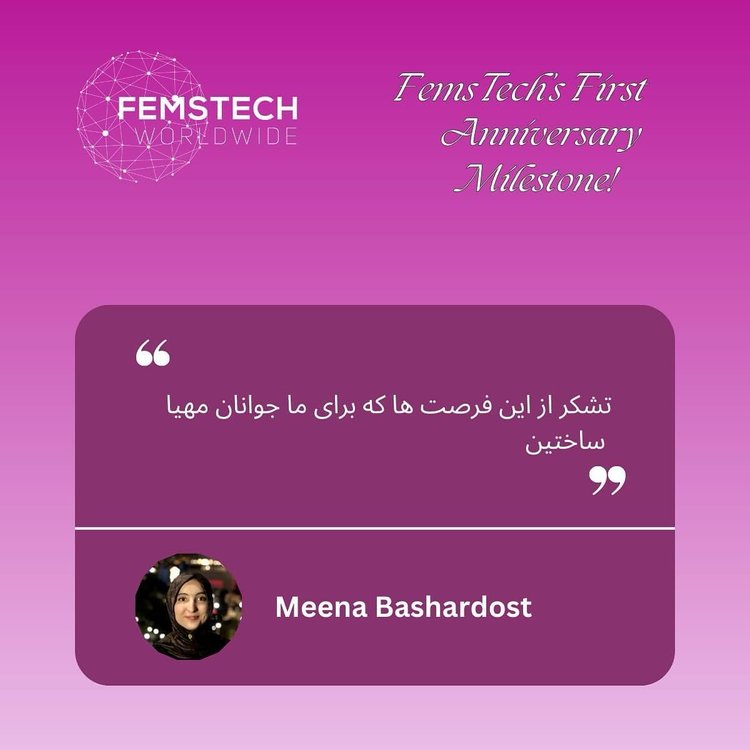 FEMSTECH
WORLDWIDE
FemsTech's First
Anniversary
Milestone!
“
تشکر از این فرصت ها که برای ما جوانان مهیا
ساختین
”
Meena Bashardost